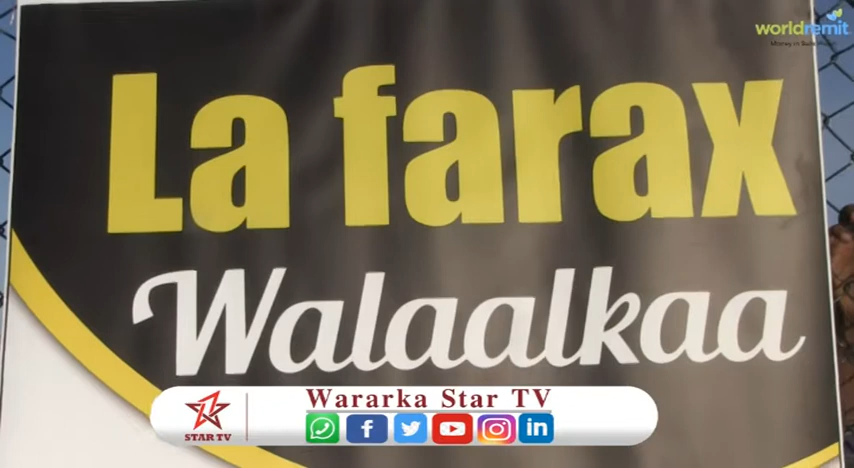 worldremit
La farax
Walaalkaa
Wararka Star TV
STAR TV